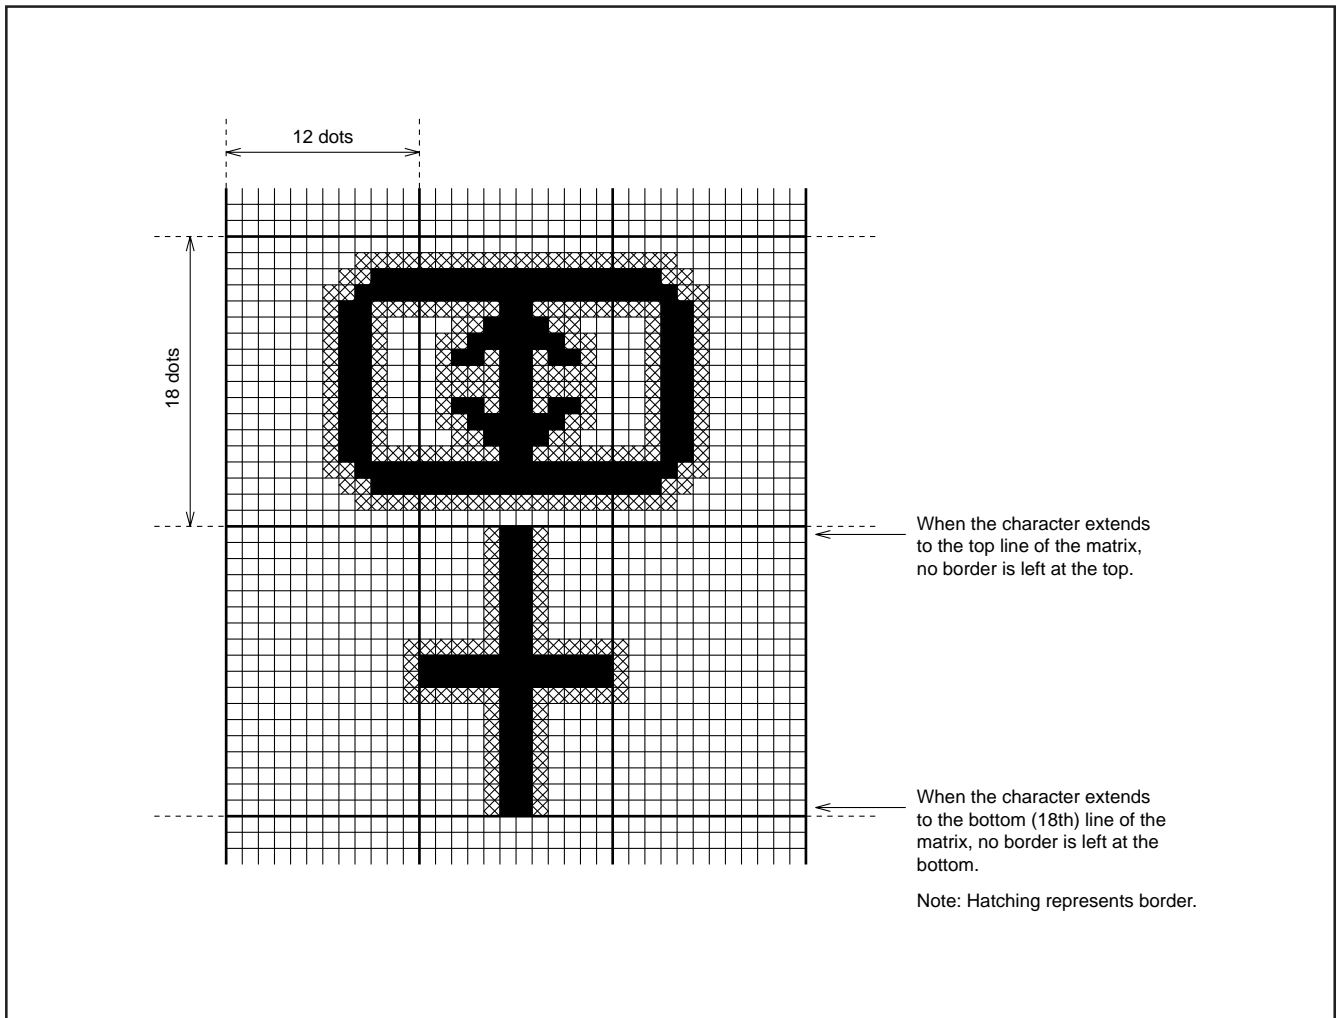 12 dots
18 dots
When the character extends
to the top line of the matrix,
no border is left at the top.
When the character extends
to the bottom (18th) line of the
matrix, no border is left at the
bottom.
Note: Hatching represents border.